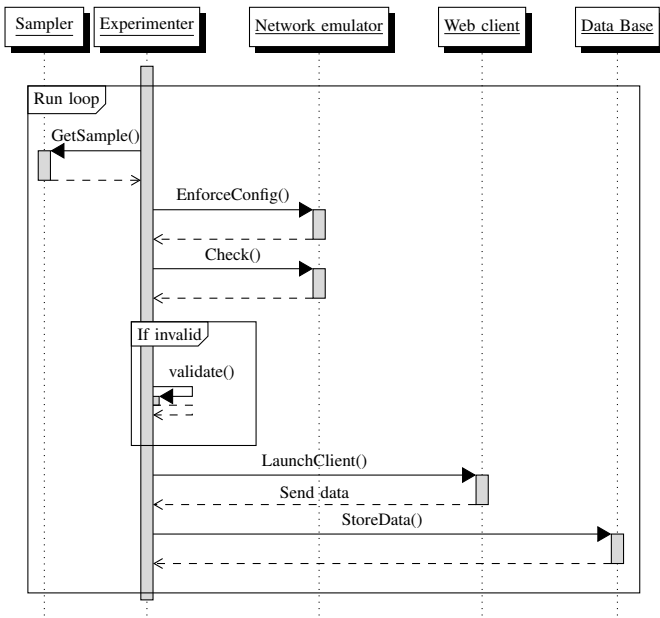 Sampler
Experimenter
Network emulator
Web client
Data Base
Run loop
GetSample()
EnforceConfig()
Check()
If invalid
validate()
LaunchClient()
Send data
StoreData()